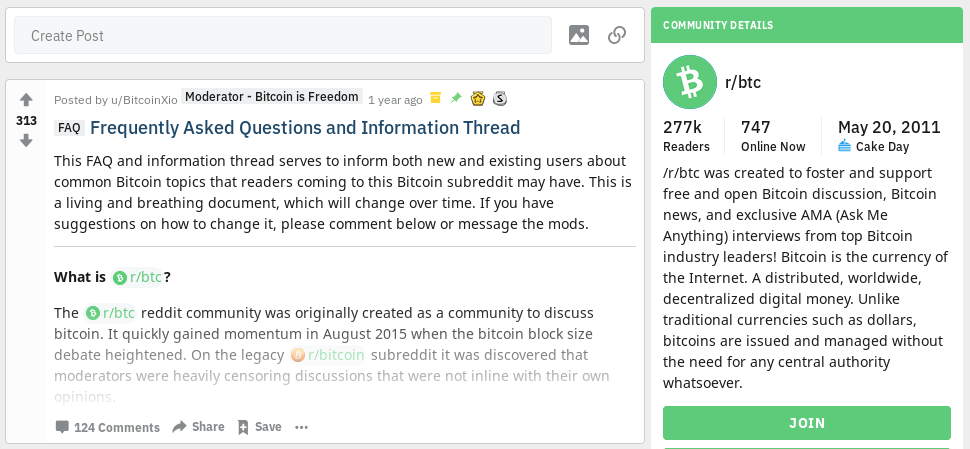 Create Post
Posted by u/BitcoinXio Moderator - Bitcoin is Freedom 1 year ago
313
FAQ Frequently Asked Questions and Information Thread
This FAQ and information thread serves to inform both new and existing users about
common Bitcoin topics that readers coming to this Bitcoin subreddit may have. This is
a living and breathing document, which will change over time. If you have
suggestions on how to change it, please comment below or message the mods.
What is r/btc?
The r/btc reddit community was originally created as a community to discuss
bitcoin. It quickly gained momentum in August 2015 when the bitcoin block size
debate heightened. On the legacy r/bitcoin subreddit it was discovered that
moderators were heavily censoring discussions that were not inline with their own
opinions.
124 Comments Share Save
COMMUNITY DETAILS
r/btc
277k 747 May 20, 2011
Readers Online Now Cake Day
/r/btc was created to foster and support
free and open Bitcoin discussion, Bitcoin
news, and exclusive AMA (Ask Me
Anything) interviews from top Bitcoin
industry leaders! Bitcoin is the currency of
the Internet. A distributed, worldwide,
decentralized digital money. Unlike
traditional currencies such as dollars,
bitcoins are issued and managed without
the need for any central authority
whatsoever.
JOIN